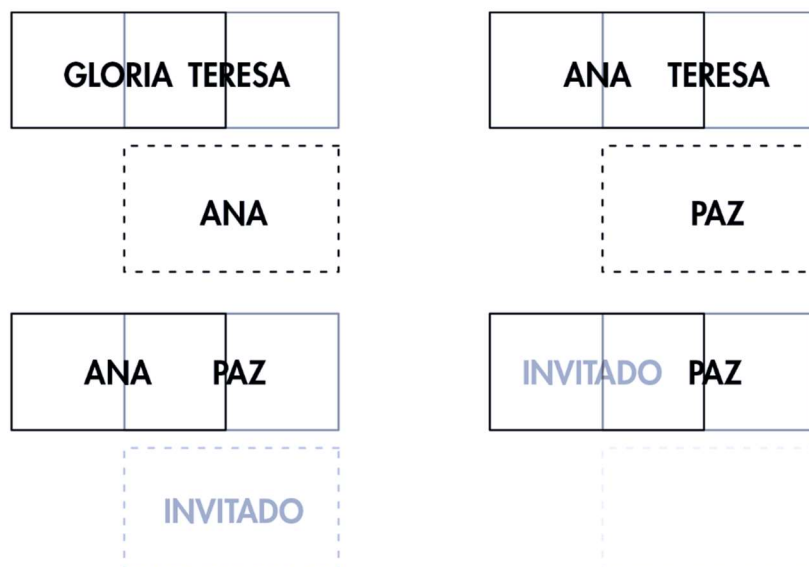 GLORIA TERESA
ANA
ANA TERESA
PAZ
ANA PAZ
INVITADO
INVITADO PAZ